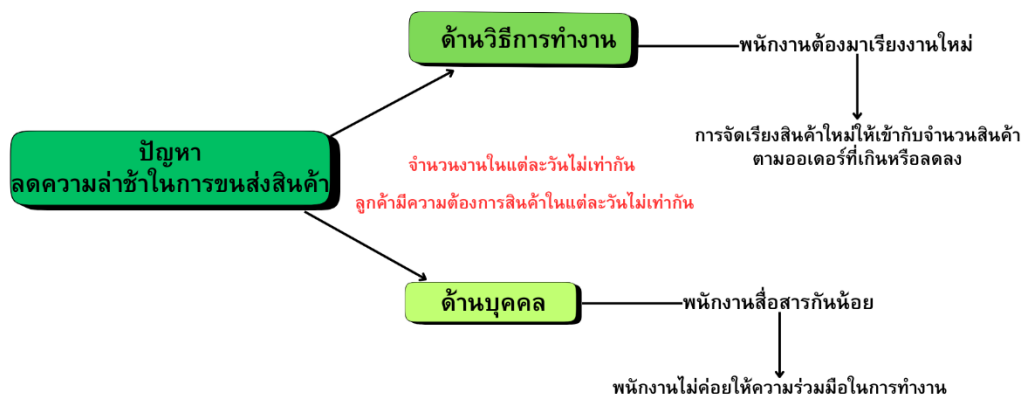 ด้านวิธีการทำงาน
พนักงานต้องมาเรียงงานใหม่
การจัดเรียงสินค้าใหม่ให้เข้ากับจำนวนสินค้า
ตามออเดอร์ที่เกินหรือลดลง
ปัญหา
ลดความล่าช้าในการขนส่งสินค้า
จำนวนงานในแต่ละวันไม่เท่ากัน
ลูกค้ามีความต้องการสินค้าในแต่ละวันไม่เท่ากัน
ด้านบุคคล
พนักงานสื่อสารกันน้อย
พนักงานไม่ค่อยให้ความร่วมมือในการทำงาน